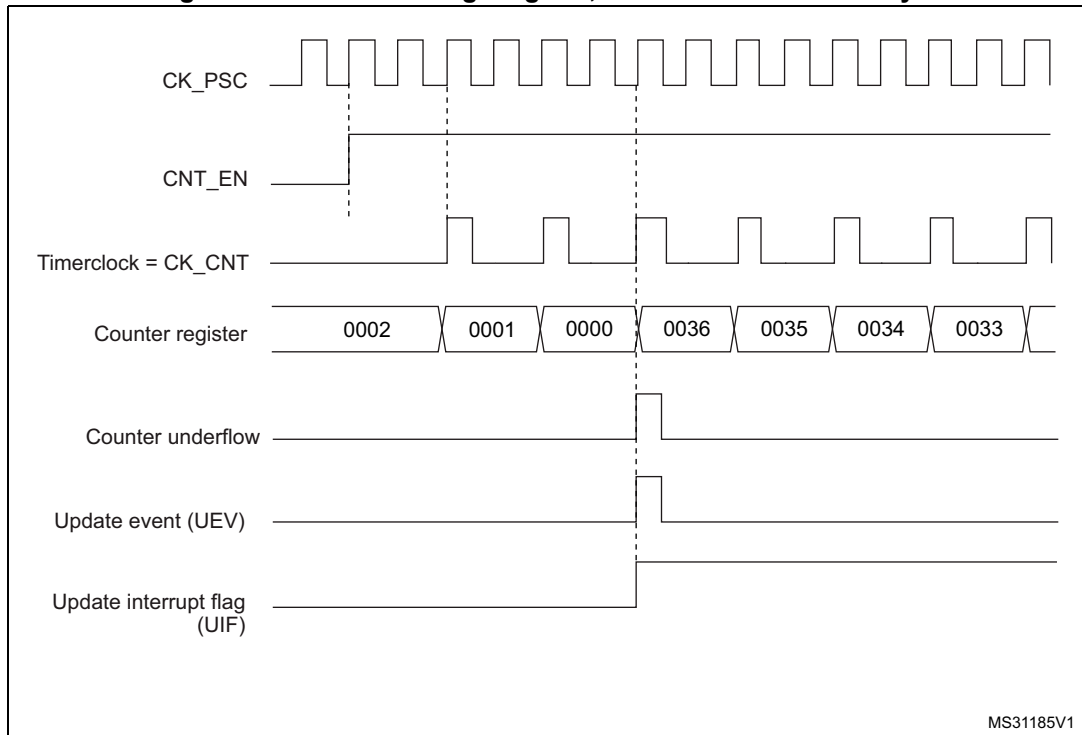 CK_PSC
CNT_EN
Timerclock = CK_CNT
Counter register
0002 0001 0000 0036 0035 0034 0033
Counter underflow
Update event (UEV)
Update interrupt flag
(UIF)
MS31185V1